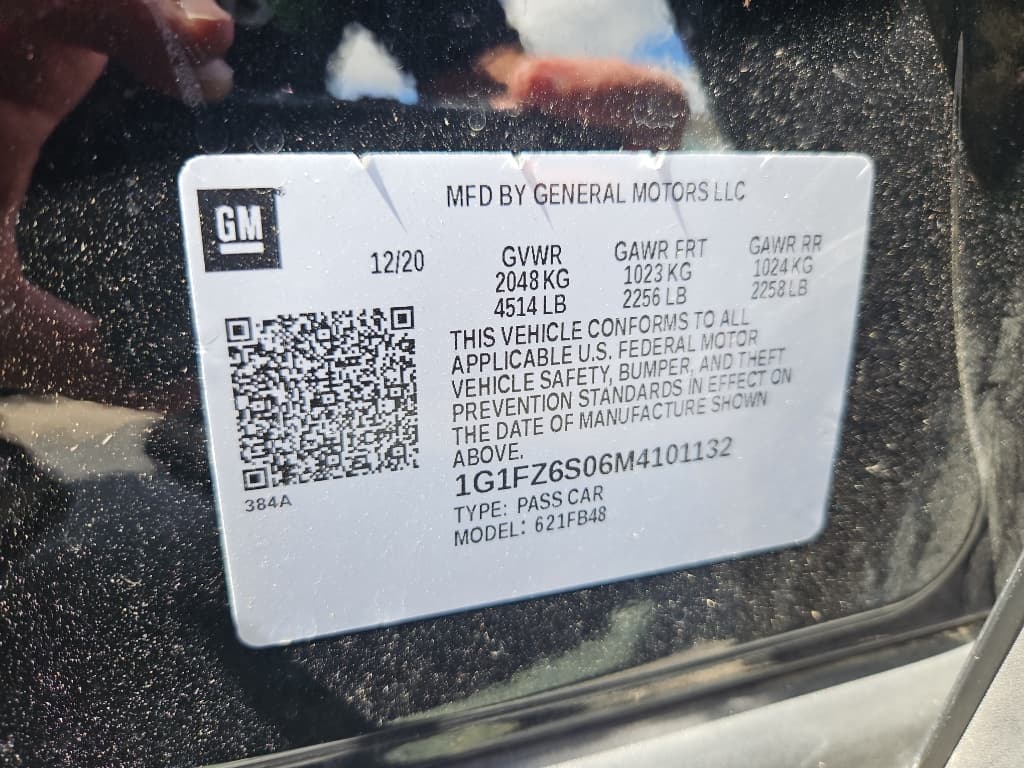 GM
MFD BY GENERAL MOTORS LLC
12/20
GVWR GAWR FRT GAWR RR
2048 KG 1023 KG 1024 KG
4514 LB 2256 LB 2258 LB
THIS VEHICLE CONFORMS TO ALL
APPLICABLE U.S. FEDERAL MOTOR
VEHICLE SAFETY, BUMPER, AND THEFT
PREVENTION STANDARDS IN EFFECT ON
THE DATE OF MANUFACTURE SHOWN
ABOVE.
1G1FZ6S06M4101132
TYPE: PASS CAR
MODEL: 621FB48
384A